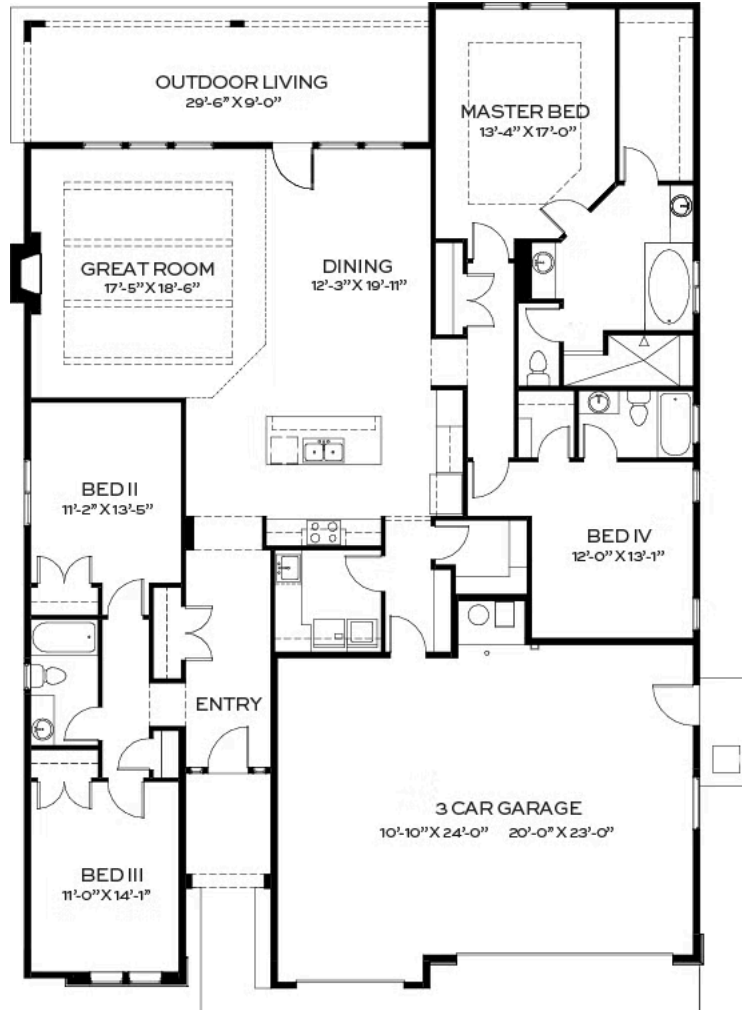 OUTDOOR LIVING
29'-6" X 9'-0"
MASTER BED
13'-4" X 17'-0"
GREAT ROOM
17'-5" X 18'-6"
DINING
12'-3" X 19'-11"
BED II
11'-2" X 13'-5"
BED IV
12'-0" X 13'-1"
ENTRY
3 CAR GARAGE
10'-10" X 24'-0" 20'-0" X 23'-0"
BED III
11'-0" X 14'-1"